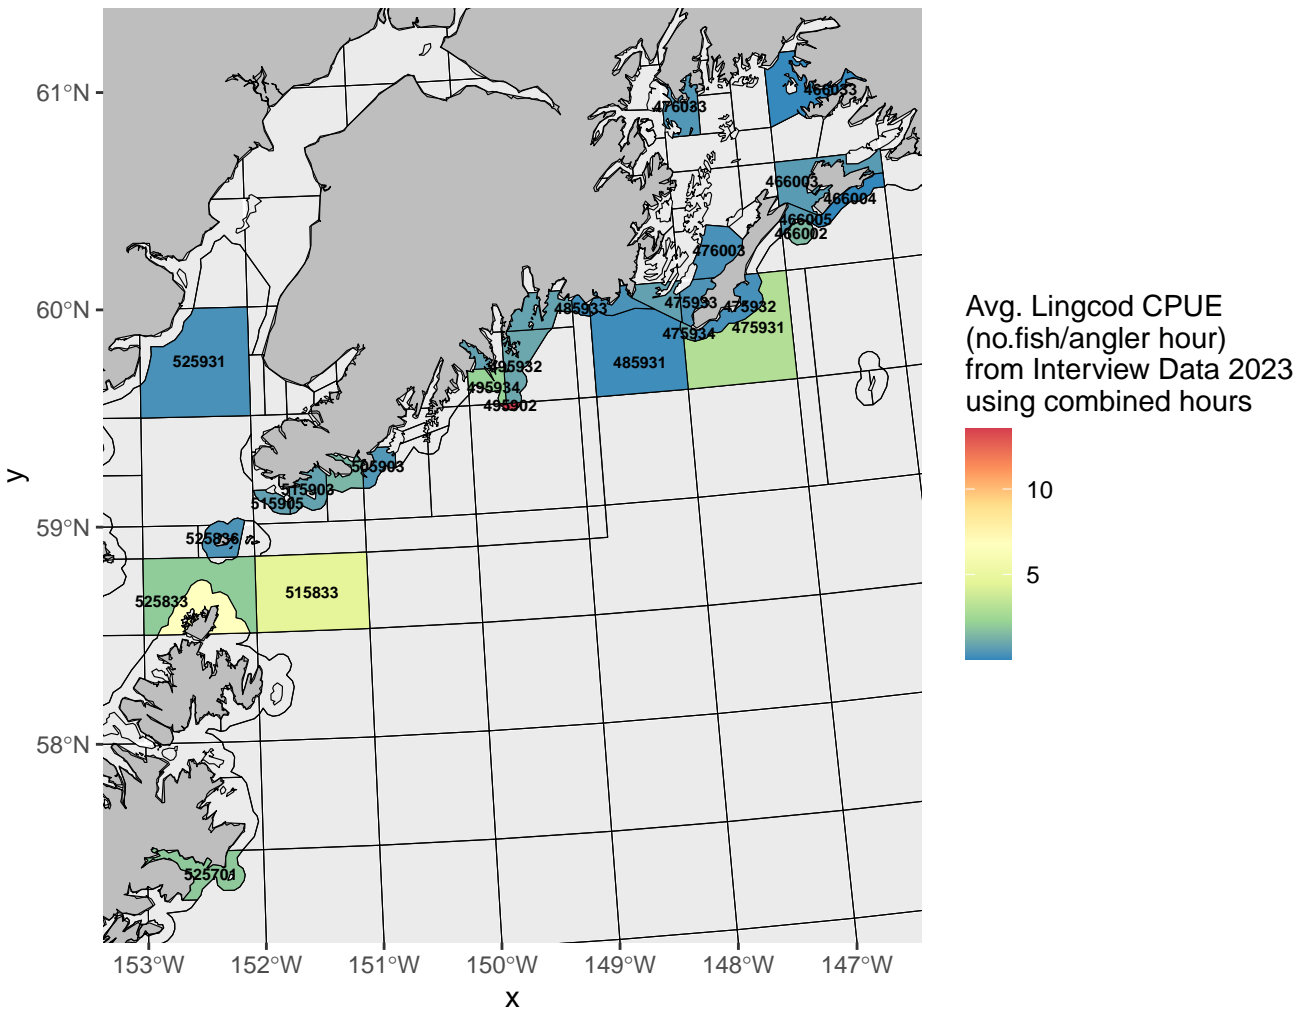 61°N
60°N
59°N
58°N
y
476033
466033
466003
466004
466005
466002
476003
475993
475932
475931
475934
485933
485931
525931
495932
495934
495902
505903
515903
515905
525836
525833
515833
525701
153°W
152°W
151°W
150°W
149°W
148°W
147°W
x
Avg. Lingcod CPUE
(no.fish/angler hour)
from Interview Data 2023
using combined hours
10
5